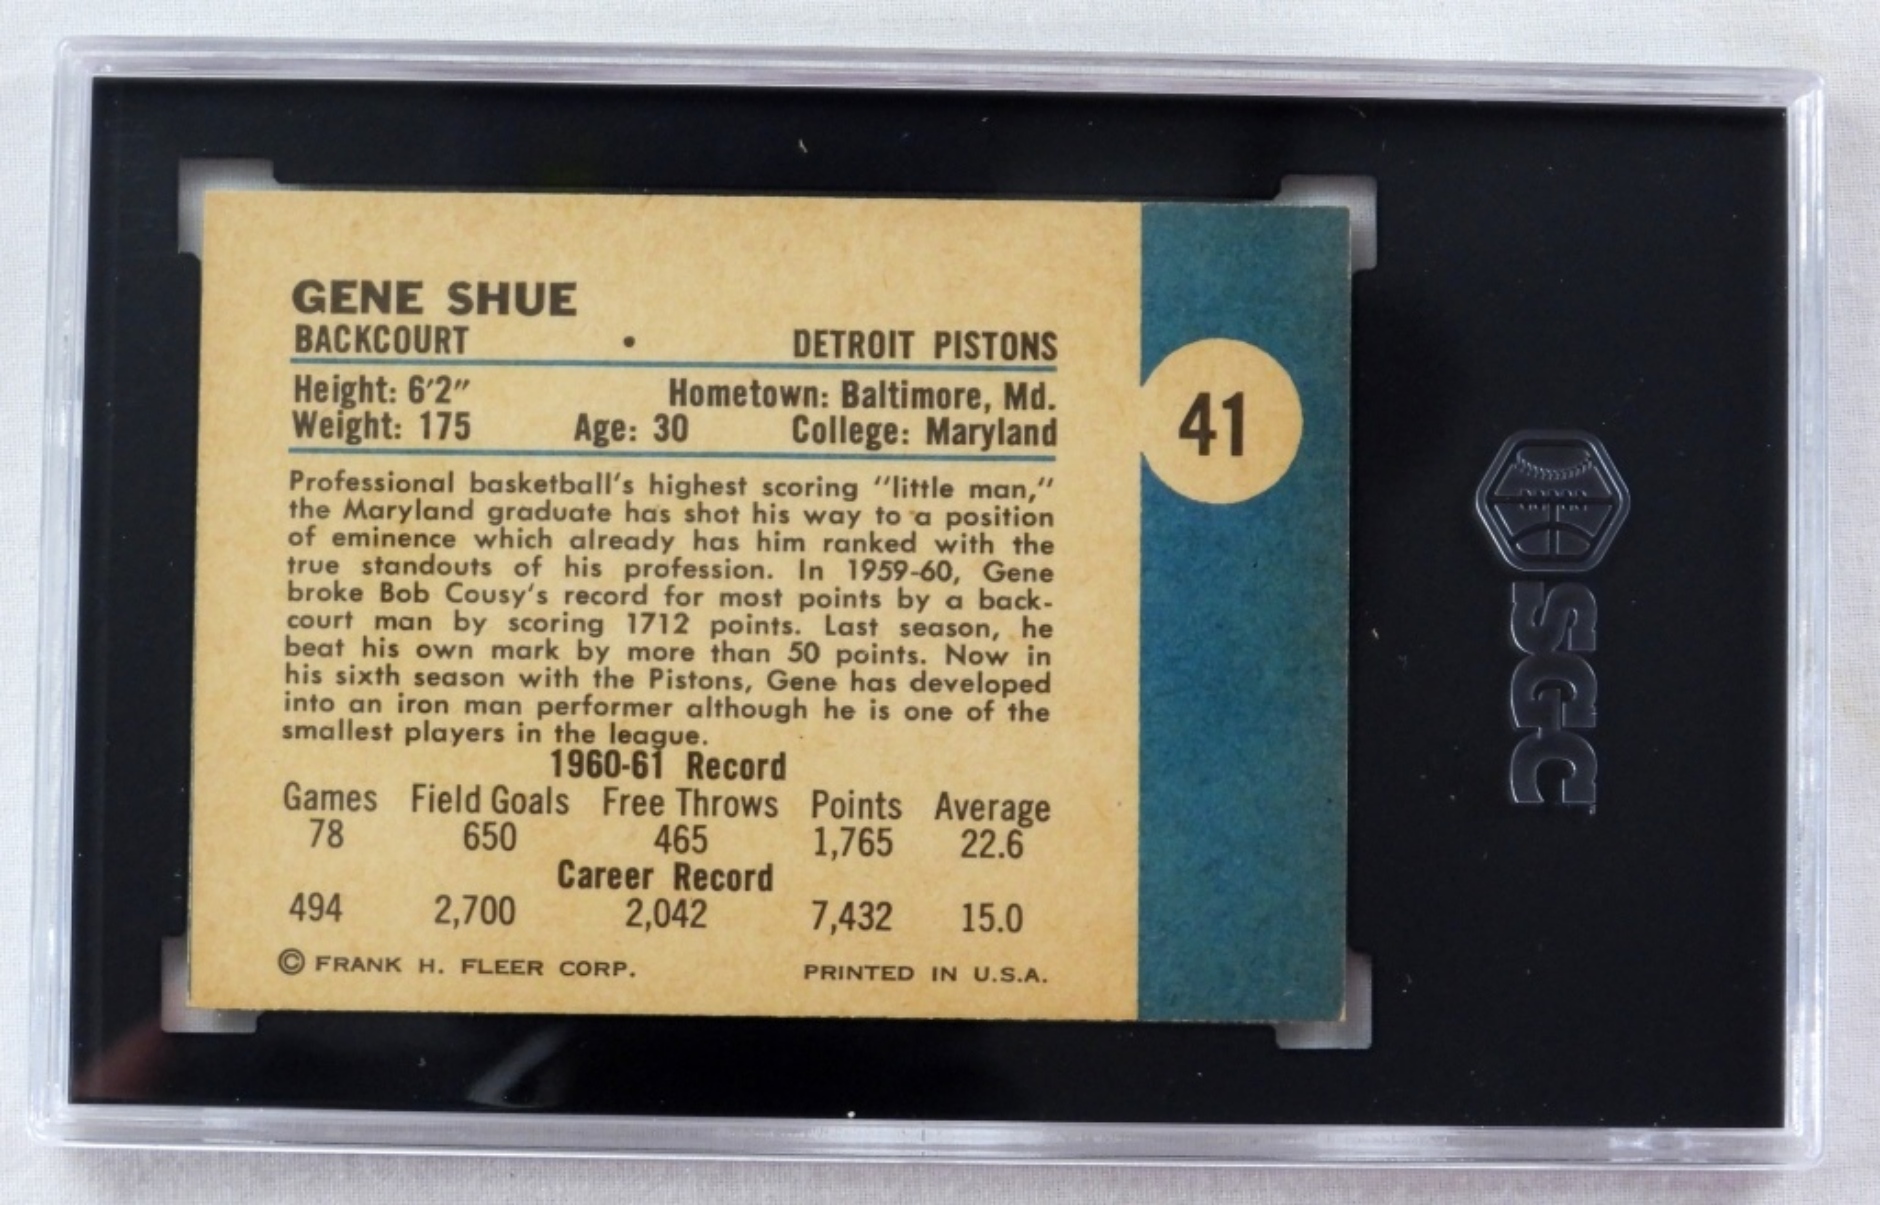 GENE SHUE
BACKCOURT • DETROIT PISTONS
Height: 6'2" Hometown: Baltimore, Md.
Weight: 175 Age: 30 College: Maryland
41
Professional basketball's highest scoring "little man,"
the Maryland graduate has shot his way to a position
of eminence which already has him ranked with the
true standouts of his profession. In 1959-60, Gene
broke Bob Cousy's record for most points by a back-
court man by scoring 1712 points. Last season, he
beat his own mark by more than 50 points. Now in
his sixth season with the Pistons, Gene has developed
into an iron man performer although he is one of the
smallest players in the league.
1960-61 Record
Games Field Goals Free Throws Points Average
78 650 465 1,765 22.6
Career Record
494 2,700 2,042 7,432 15.0
© FRANK H. FLEER CORP. PRINTED IN U.S.A.
SGC